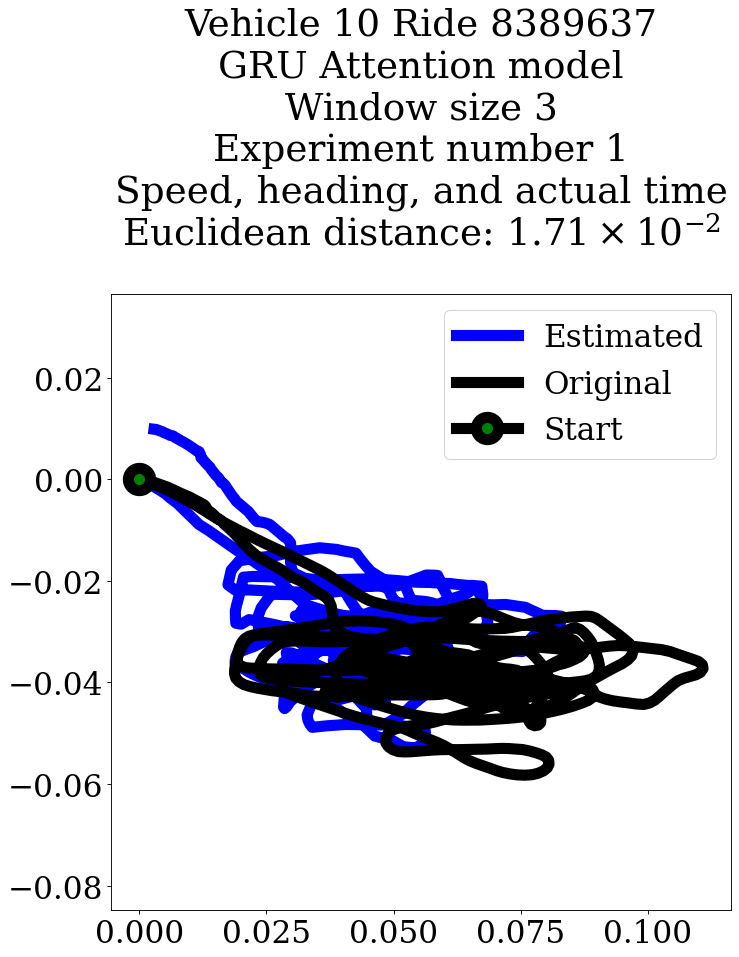 Vehicle 10 Ride 8389637
GRU Attention model
Window size 3
Experiment number 1
Speed, heading, and actual time
Euclidean distance: 1.71 × 10⁻²
Estimated
Original
Start
0.02
0.00
−0.02
−0.04
−0.06
−0.08
0.000 0.025 0.050 0.075 0.100